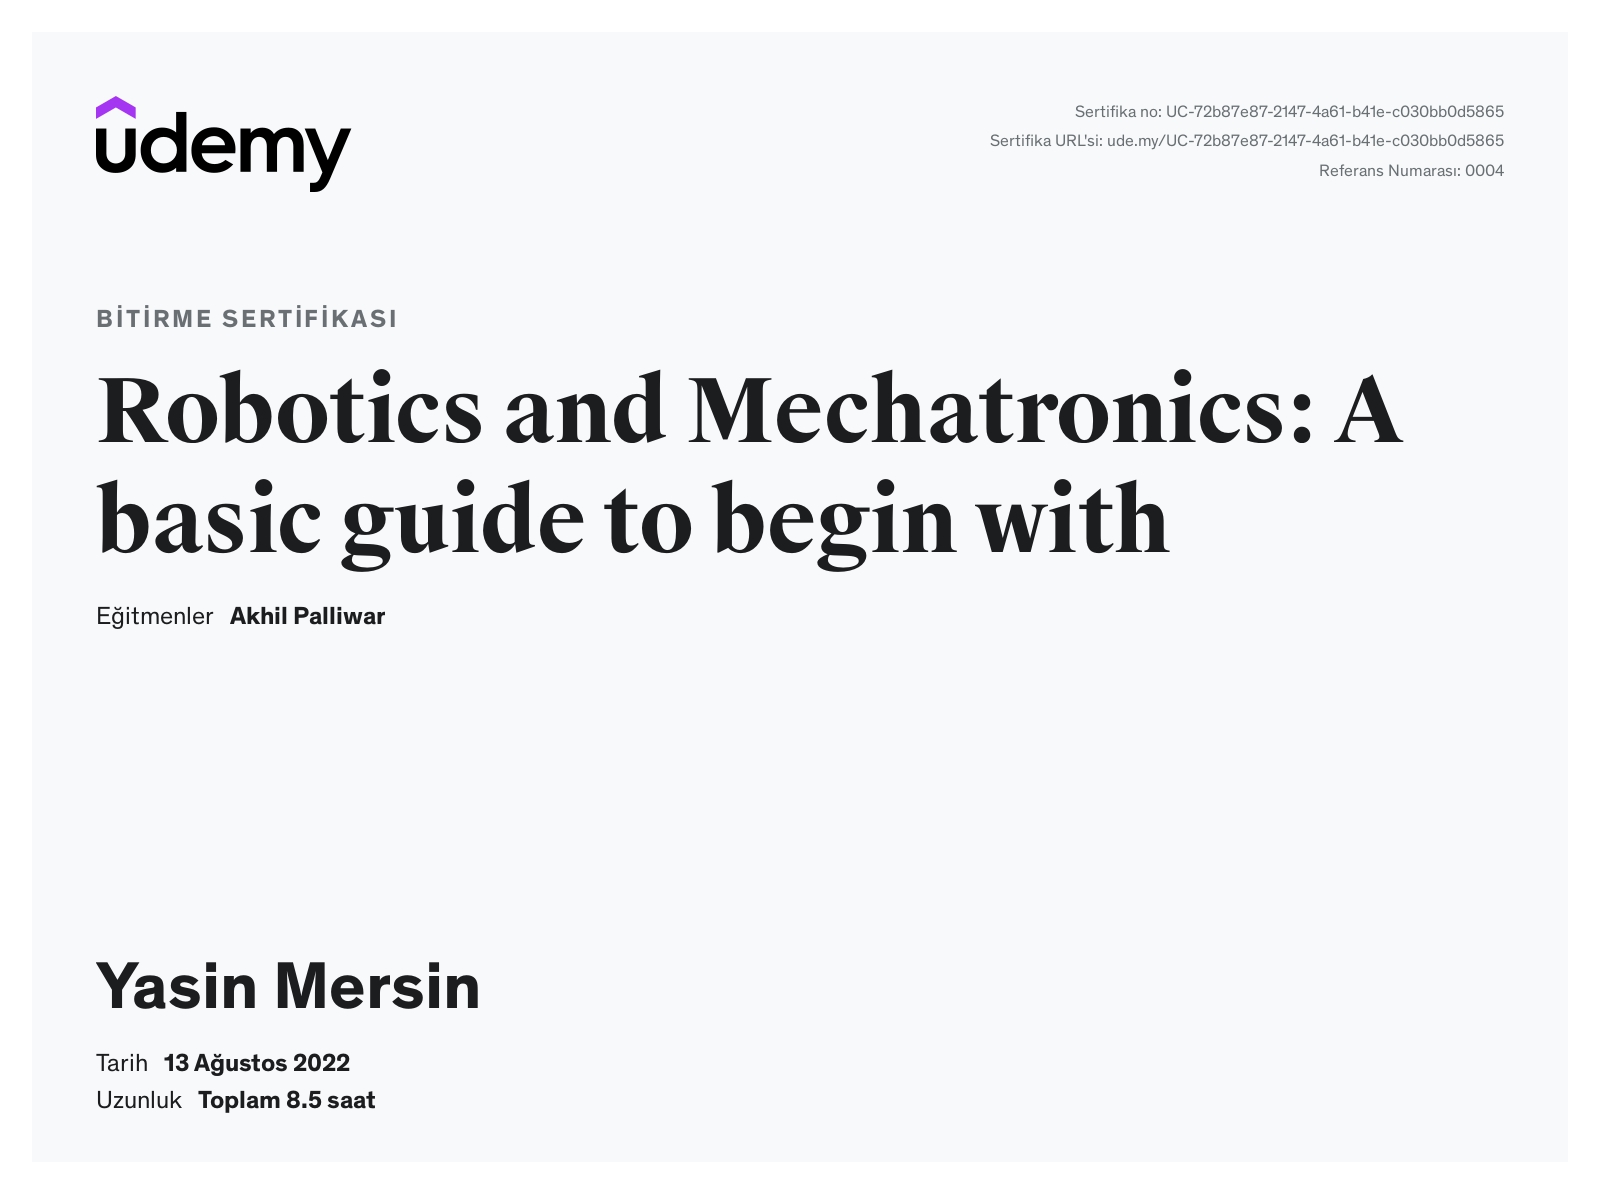 udemy
Sertifika no: UC-72b87e87-2147-4a61-b41e-c030bb0d5865
Sertifika URL'si: ude.my/UC-72b87e87-2147-4a61-b41e-c030bb0d5865
Referans Numarası: 0004
BİTİRME SERTİFİKASI
Robotics and Mechatronics: A
basic guide to begin with
Eğitmenler Akhil Palliwar
Yasin Mersin
Tarih 13 Ağustos 2022
Uzunluk Toplam 8.5 saat